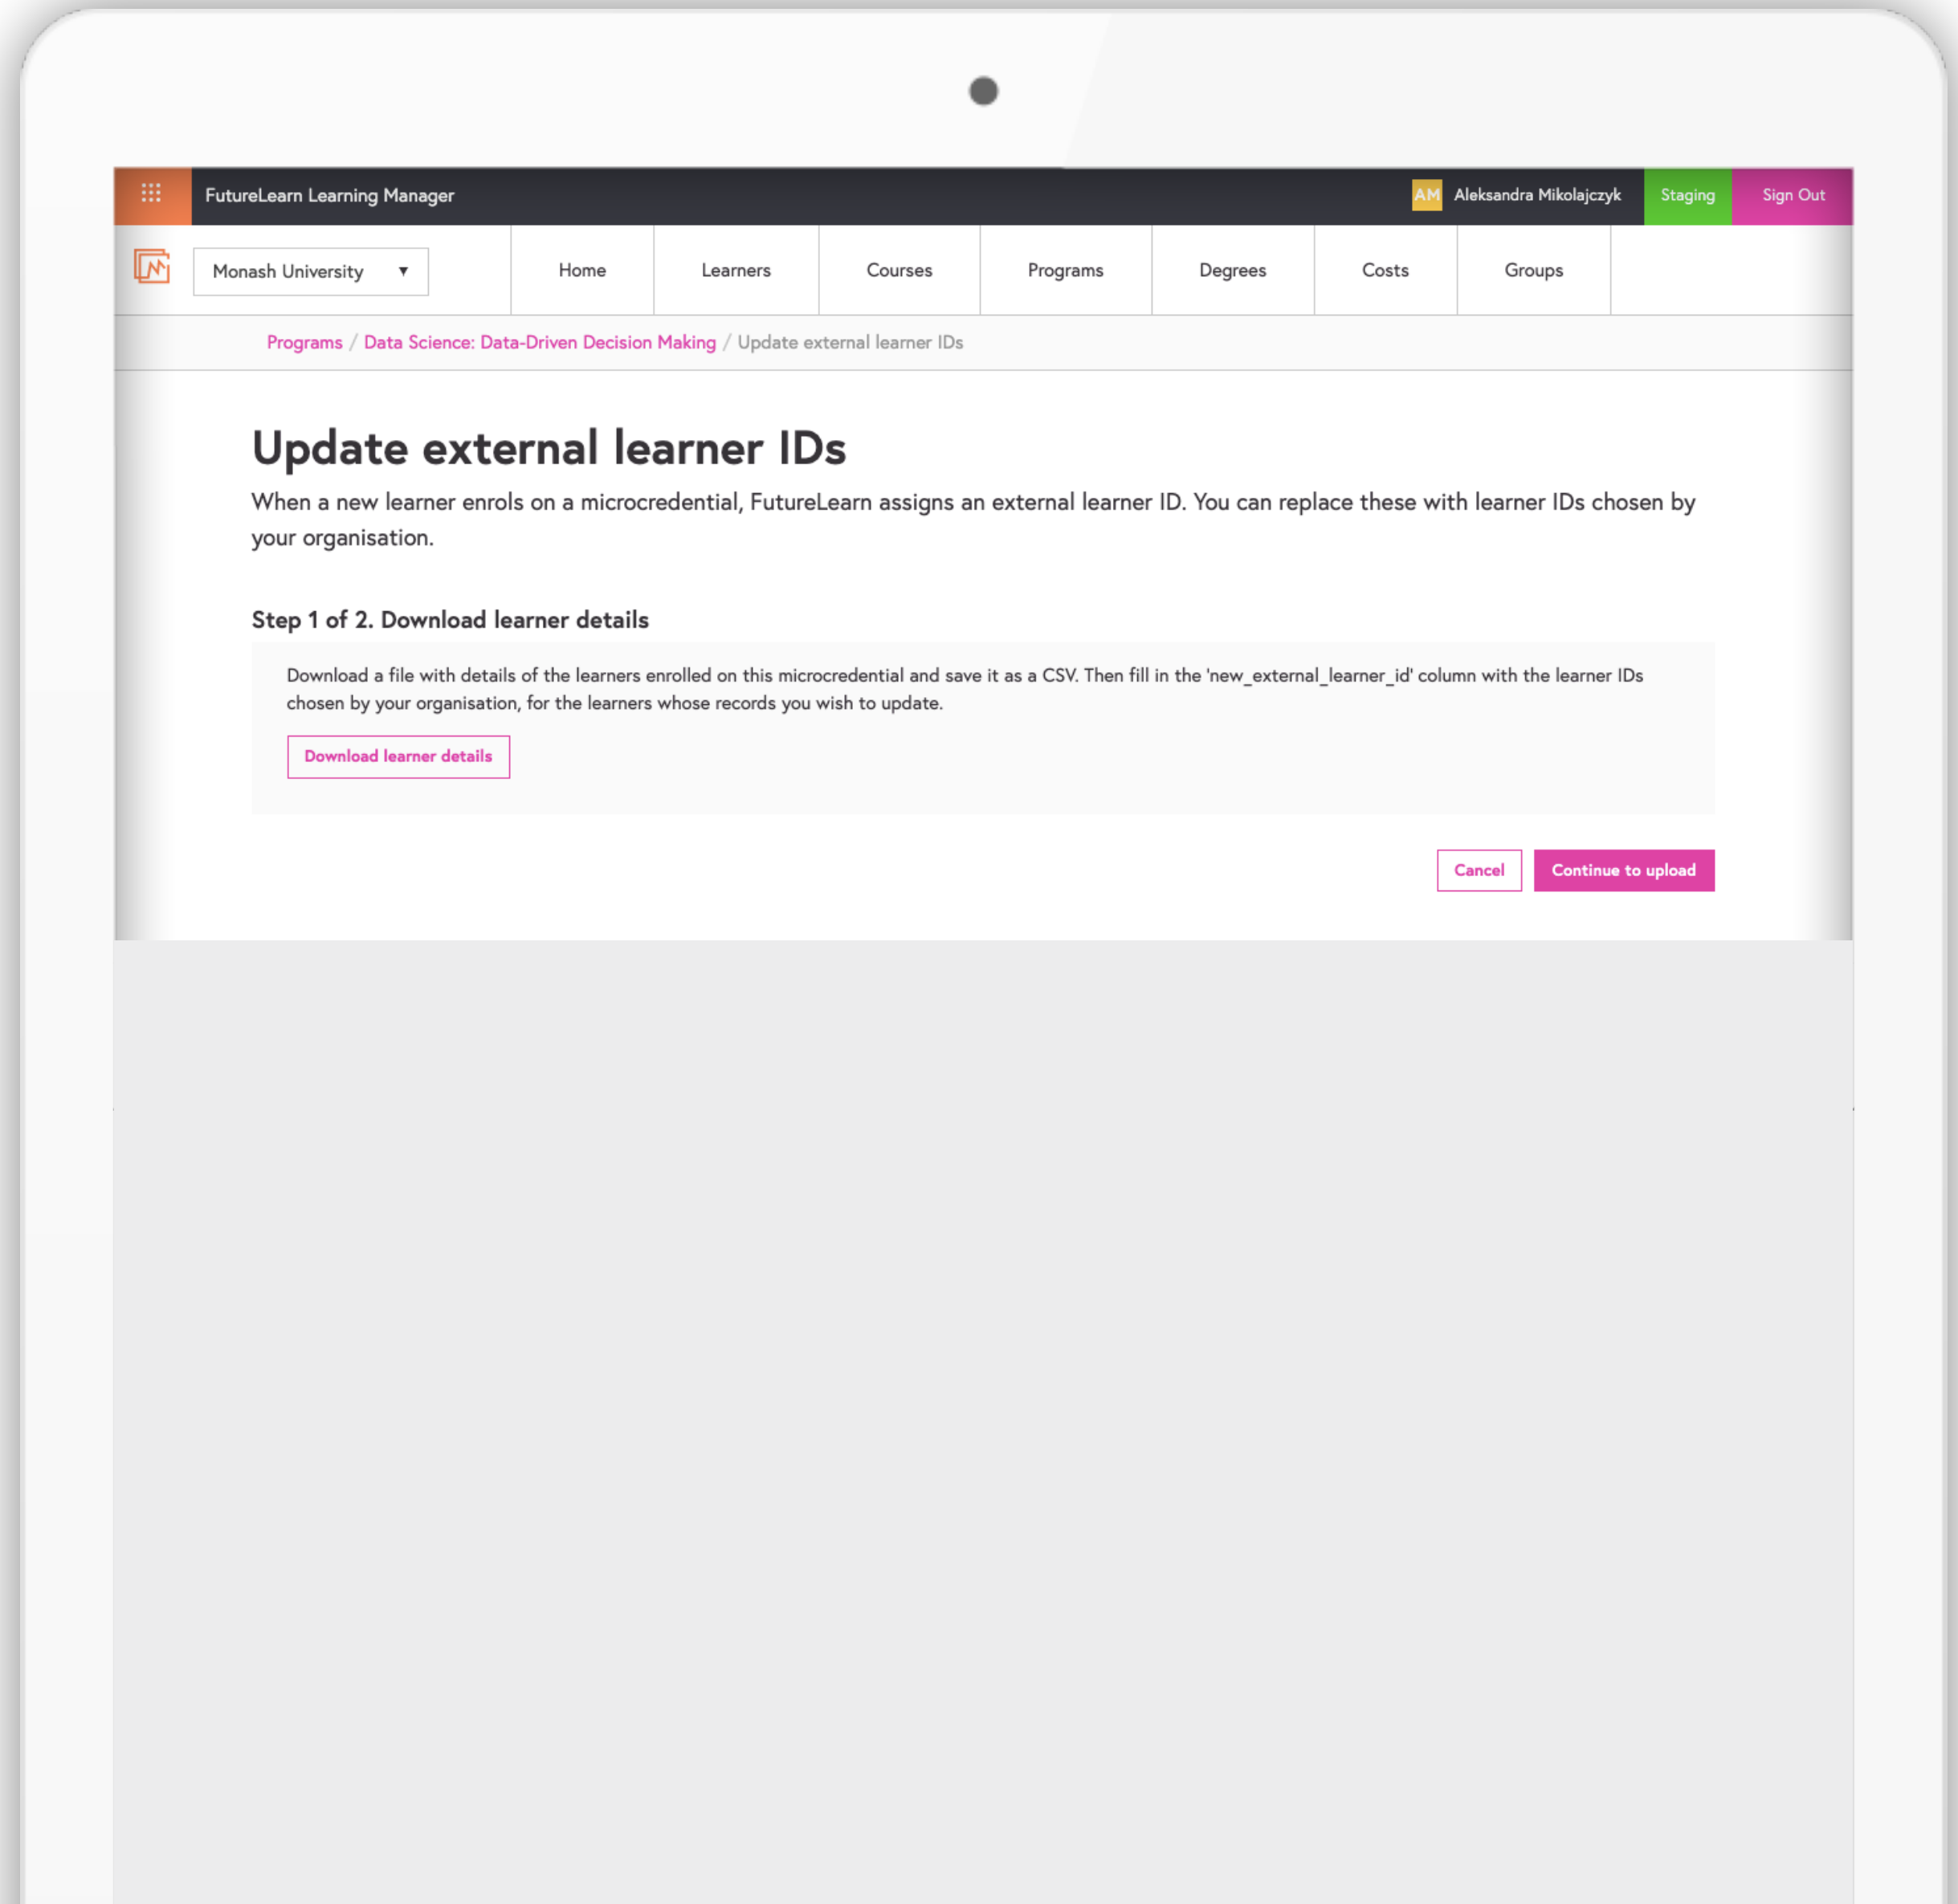 FutureLearn Learning Manager
AM Aleksandra Mikolajczyk Staging Sign Out
Monash University ▼ Home Learners Courses Programs Degrees Costs Groups
Programs / Data Science: Data-Driven Decision Making / Update external learner IDs
Update external learner IDs
When a new learner enrols on a microcredential, FutureLearn assigns an external learner ID. You can replace these with learner IDs chosen by
your organisation.
Step 1 of 2. Download learner details
Download a file with details of the learners enrolled on this microcredential and save it as a CSV. Then fill in the 'new_external_learner_id' column with the learner IDs
chosen by your organisation, for the learners whose records you wish to update.
Download learner details
Cancel Continue to upload